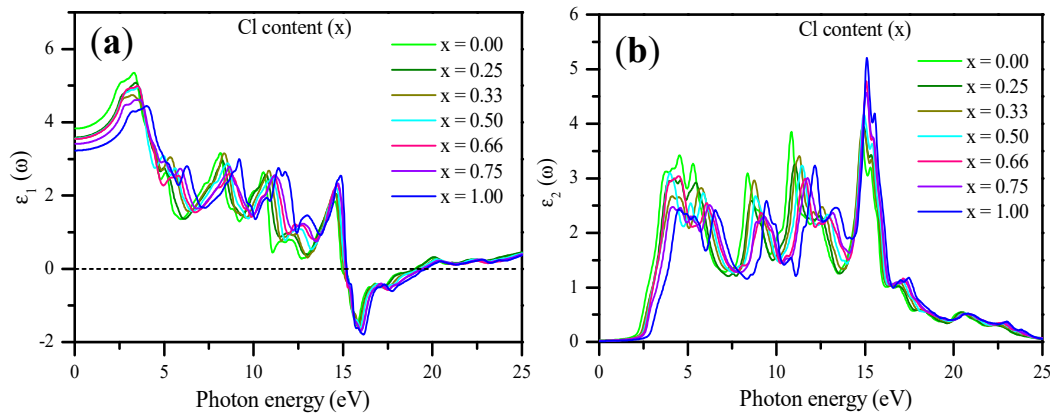 (a)
Cl content (x)
x = 0.00
x = 0.25
x = 0.33
x = 0.50
x = 0.66
x = 0.75
x = 1.00
6
4
2
0
-2
ε₁ (ω)
0
5
10
15
20
25
Photon energy (eV)
(b)
Cl content (x)
x = 0.00
x = 0.25
x = 0.33
x = 0.50
x = 0.66
x = 0.75
x = 1.00
6
5
4
3
2
1
0
ε₂ (ω)
0
5
10
15
20
25
Photon energy (eV)